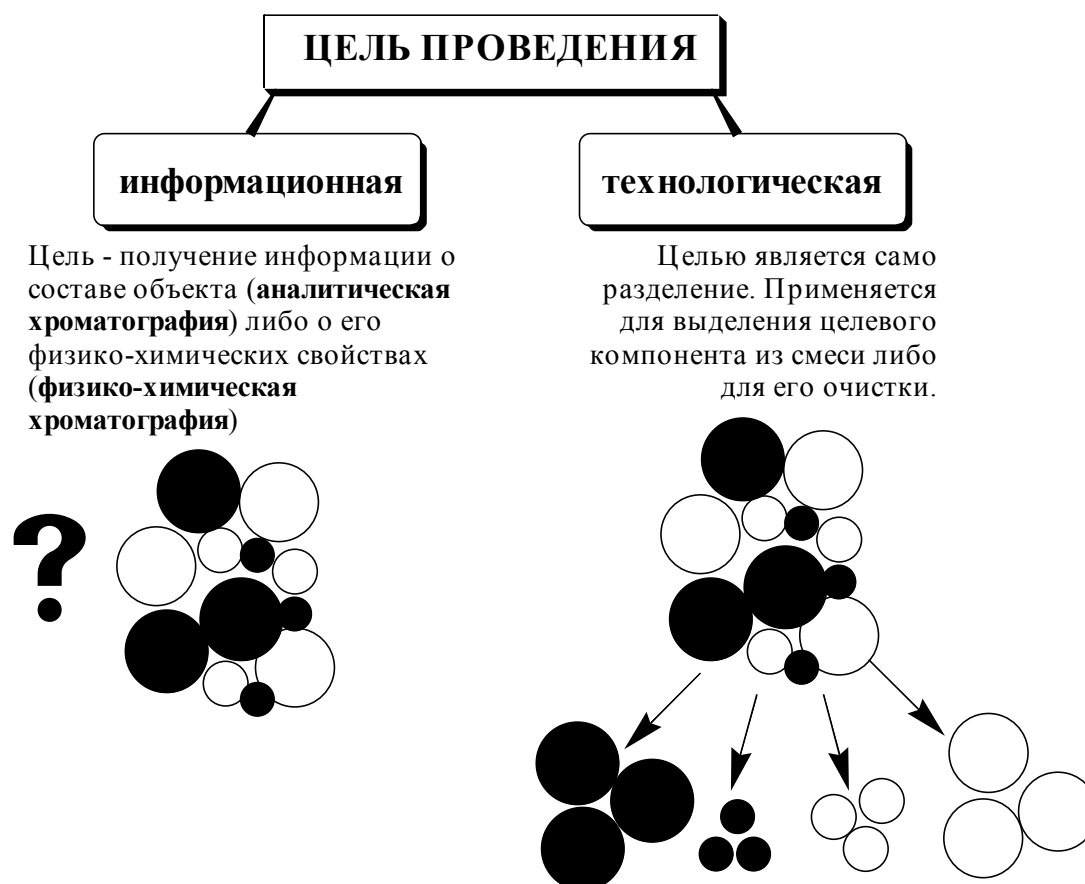 ЦЕЛЬ ПРОВЕДЕНИЯ
информационная
Цель - получение информации о
составе объекта (аналитическая
хроматография) либо о его
физико-химических свойствах
(физико-химическая
хроматография)
?
технологическая
Целью является само
разделение. Применяется
для выделения целевого
компонента из смеси либо
для его очистки.